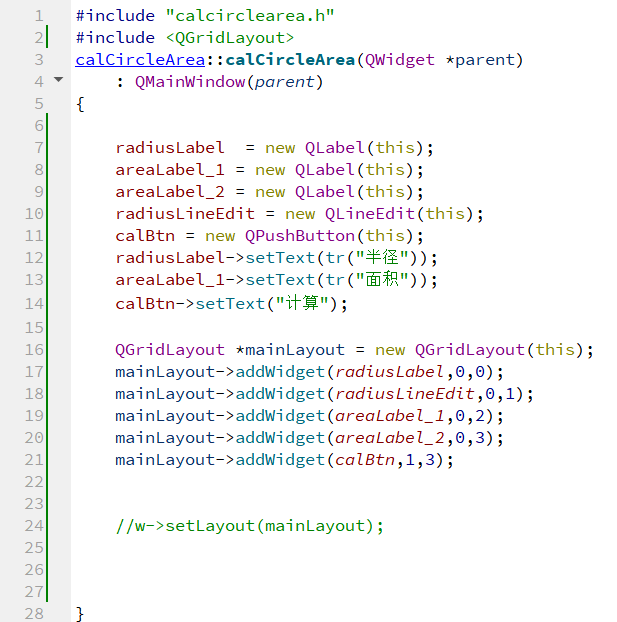 1 #include "calcirclearea.h"
2 #include <QGridLayout>
3 calCircleArea::calCircleArea(QWidget *parent)
4 : QMainWindow(parent)
5 {
6
7 radiusLabel  = new QLabel(this);
8 areaLabel_1 = new QLabel(this);
9 areaLabel_2 = new QLabel(this);
10 radiusLineEdit = new QLineEdit(this);
11 calBtn = new QPushButton(this);
12 radiusLabel->setText(tr("半径"));
13 areaLabel_1->setText(tr("面积"));
14 calBtn->setText("计算");
15
16 QGridLayout *mainLayout = new QGridLayout(this);
17 mainLayout->addWidget(radiusLabel,0,0);
18 mainLayout->addWidget(radiusLineEdit,0,1);
19 mainLayout->addWidget(areaLabel_1,0,2);
20 mainLayout->addWidget(areaLabel_2,0,3);
21 mainLayout->addWidget(calBtn,1,3);
22
23
24 //w->setLayout(mainLayout);
25
26
27
28 }